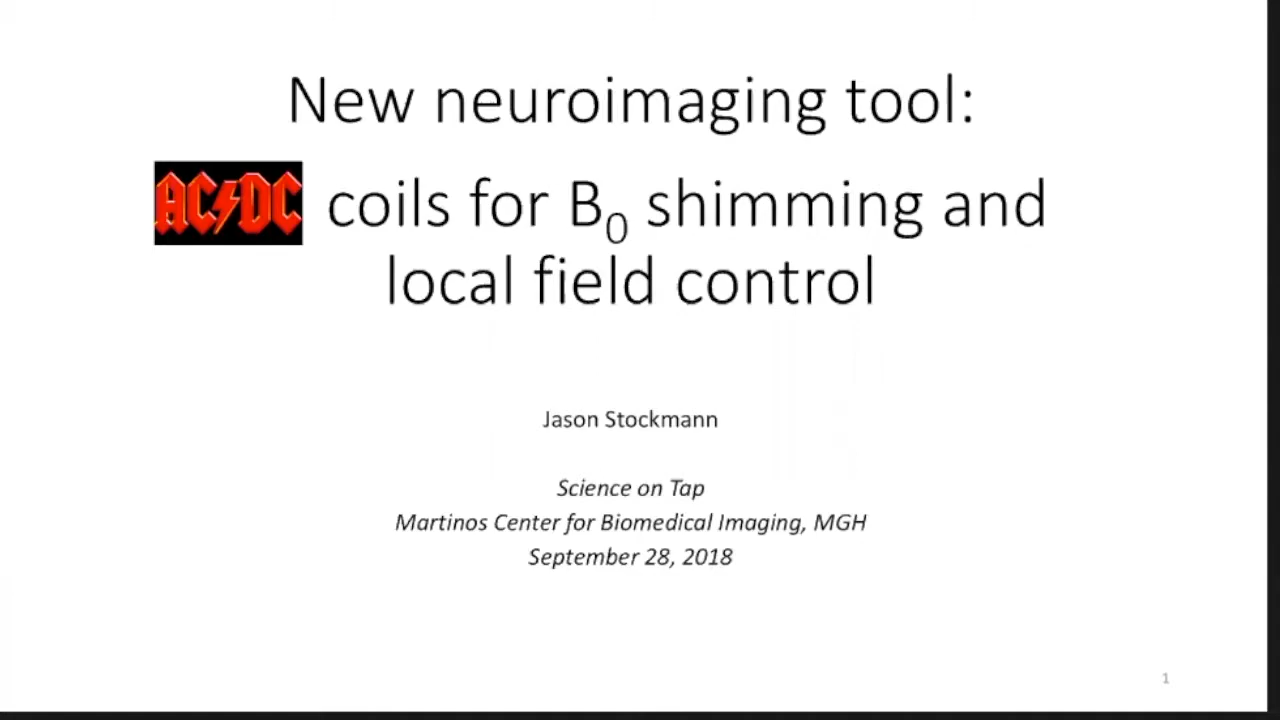 New neuroimaging tool:
AC⚡DC coils for B₀ shimming and
local field control
Jason Stockmann
Science on Tap
Martinos Center for Biomedical Imaging, MGH
September 28, 2018
1